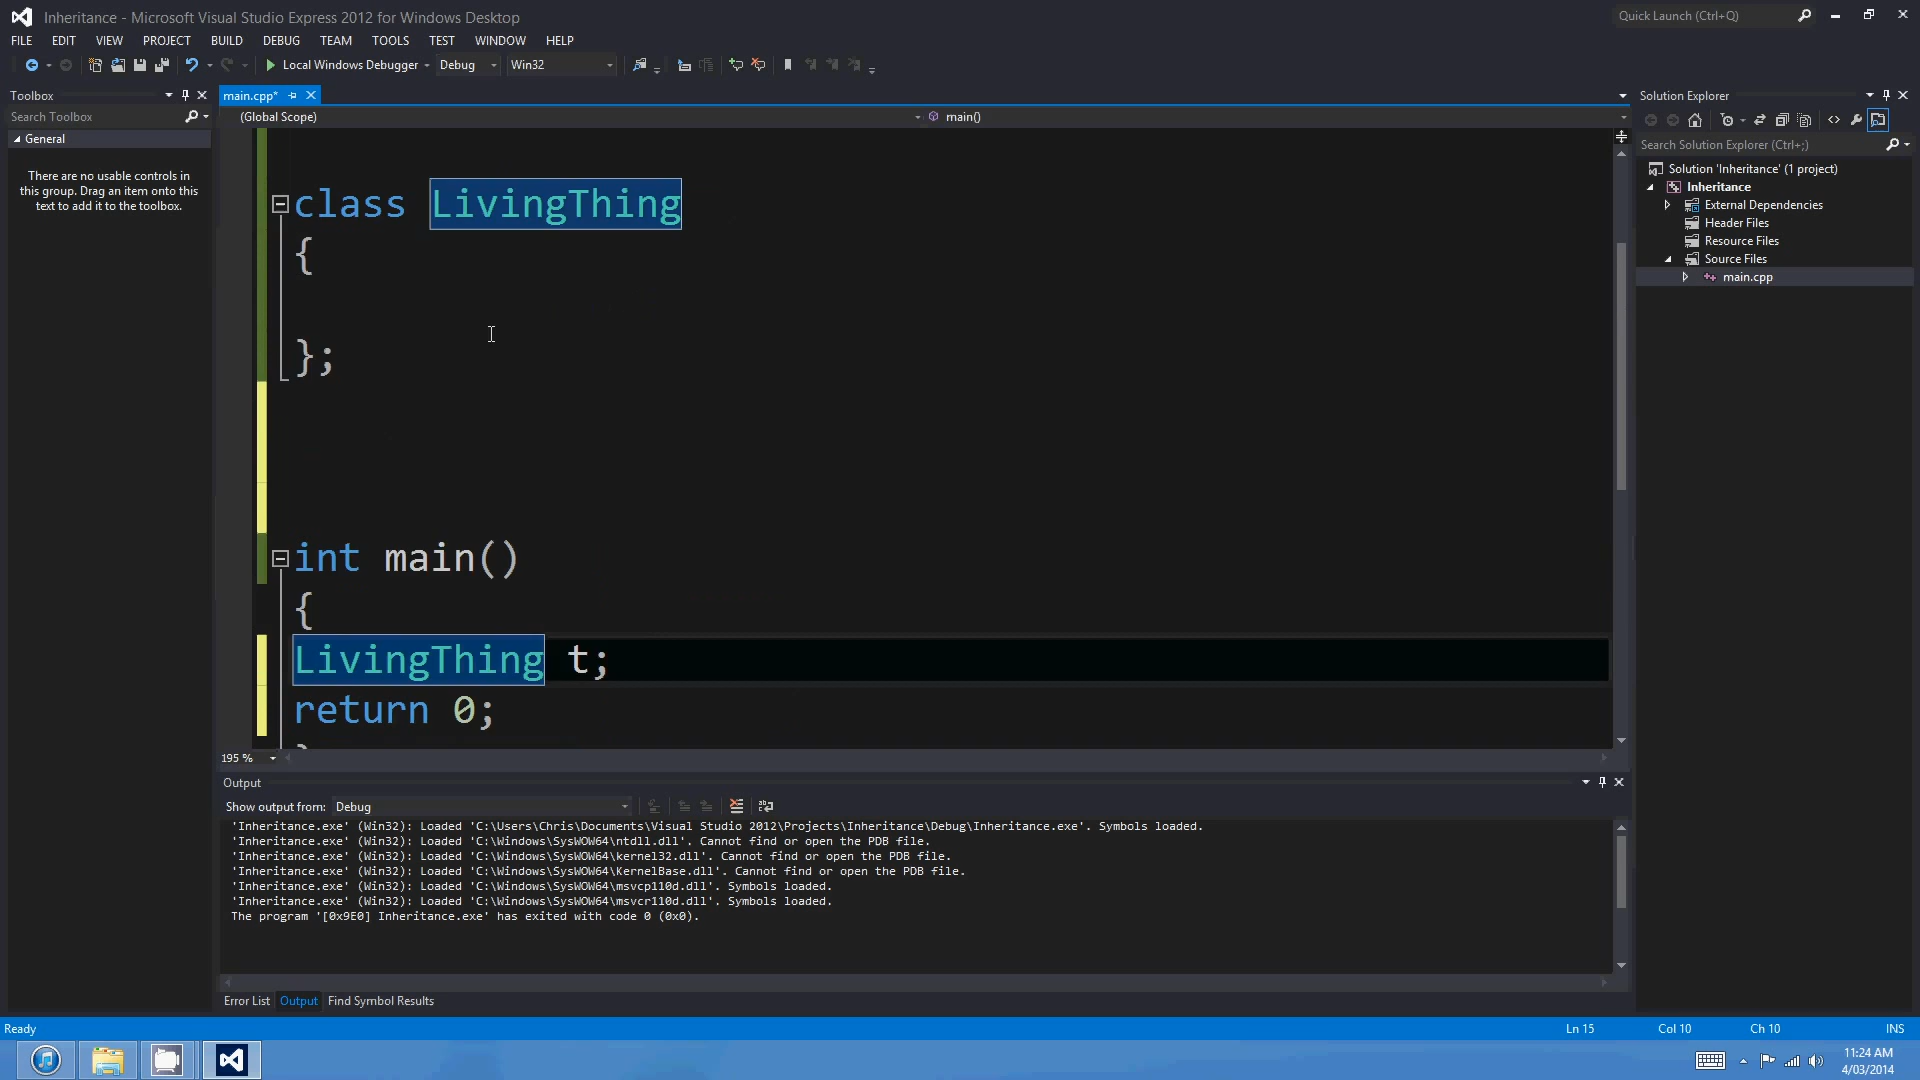 Inheritance - Microsoft Visual Studio Express 2012 for Windows Desktop
Quick Launch (Ctrl+Q)
FILE EDIT VIEW PROJECT BUILD DEBUG TEAM TOOLS TEST WINDOW HELP
Local Windows Debugger Debug Win32
Toolbox
Search Toolbox
General
There are no usable controls in
this group. Drag an item onto this
text to add it to the toolbox.
main.cpp*
(Global Scope)
main()
class LivingThing
{
};
int main()
{
LivingThing t;
return 0;
}
195 %
Output
Show output from: Debug
'Inheritance.exe' (Win32): Loaded 'C:\Users\Chris\Documents\Visual Studio 2012\Projects\Inheritance\Debug\Inheritance.exe'. Symbols loaded.
'Inheritance.exe' (Win32): Loaded 'C:\Windows\SysWOW64\ntdll.dll'. Cannot find or open the PDB file.
'Inheritance.exe' (Win32): Loaded 'C:\Windows\SysWOW64\kernel32.dll'. Cannot find or open the PDB file.
'Inheritance.exe' (Win32): Loaded 'C:\Windows\SysWOW64\KernelBase.dll'. Cannot find or open the PDB file.
'Inheritance.exe' (Win32): Loaded 'C:\Windows\SysWOW64\msvcp110d.dll'. Symbols loaded.
'Inheritance.exe' (Win32): Loaded 'C:\Windows\SysWOW64\msvcr110d.dll'. Symbols loaded.
The program '[0x9E0] Inheritance.exe' has exited with code 0 (0x0).
Error List Output Find Symbol Results
Solution Explorer
Search Solution Explorer (Ctrl+;)
Solution 'Inheritance' (1 project)
Inheritance
External Dependencies
Header Files
Resource Files
Source Files
main.cpp
Ready
Ln 15 Col 10 Ch 10 INS
11:24 AM
4/03/2014